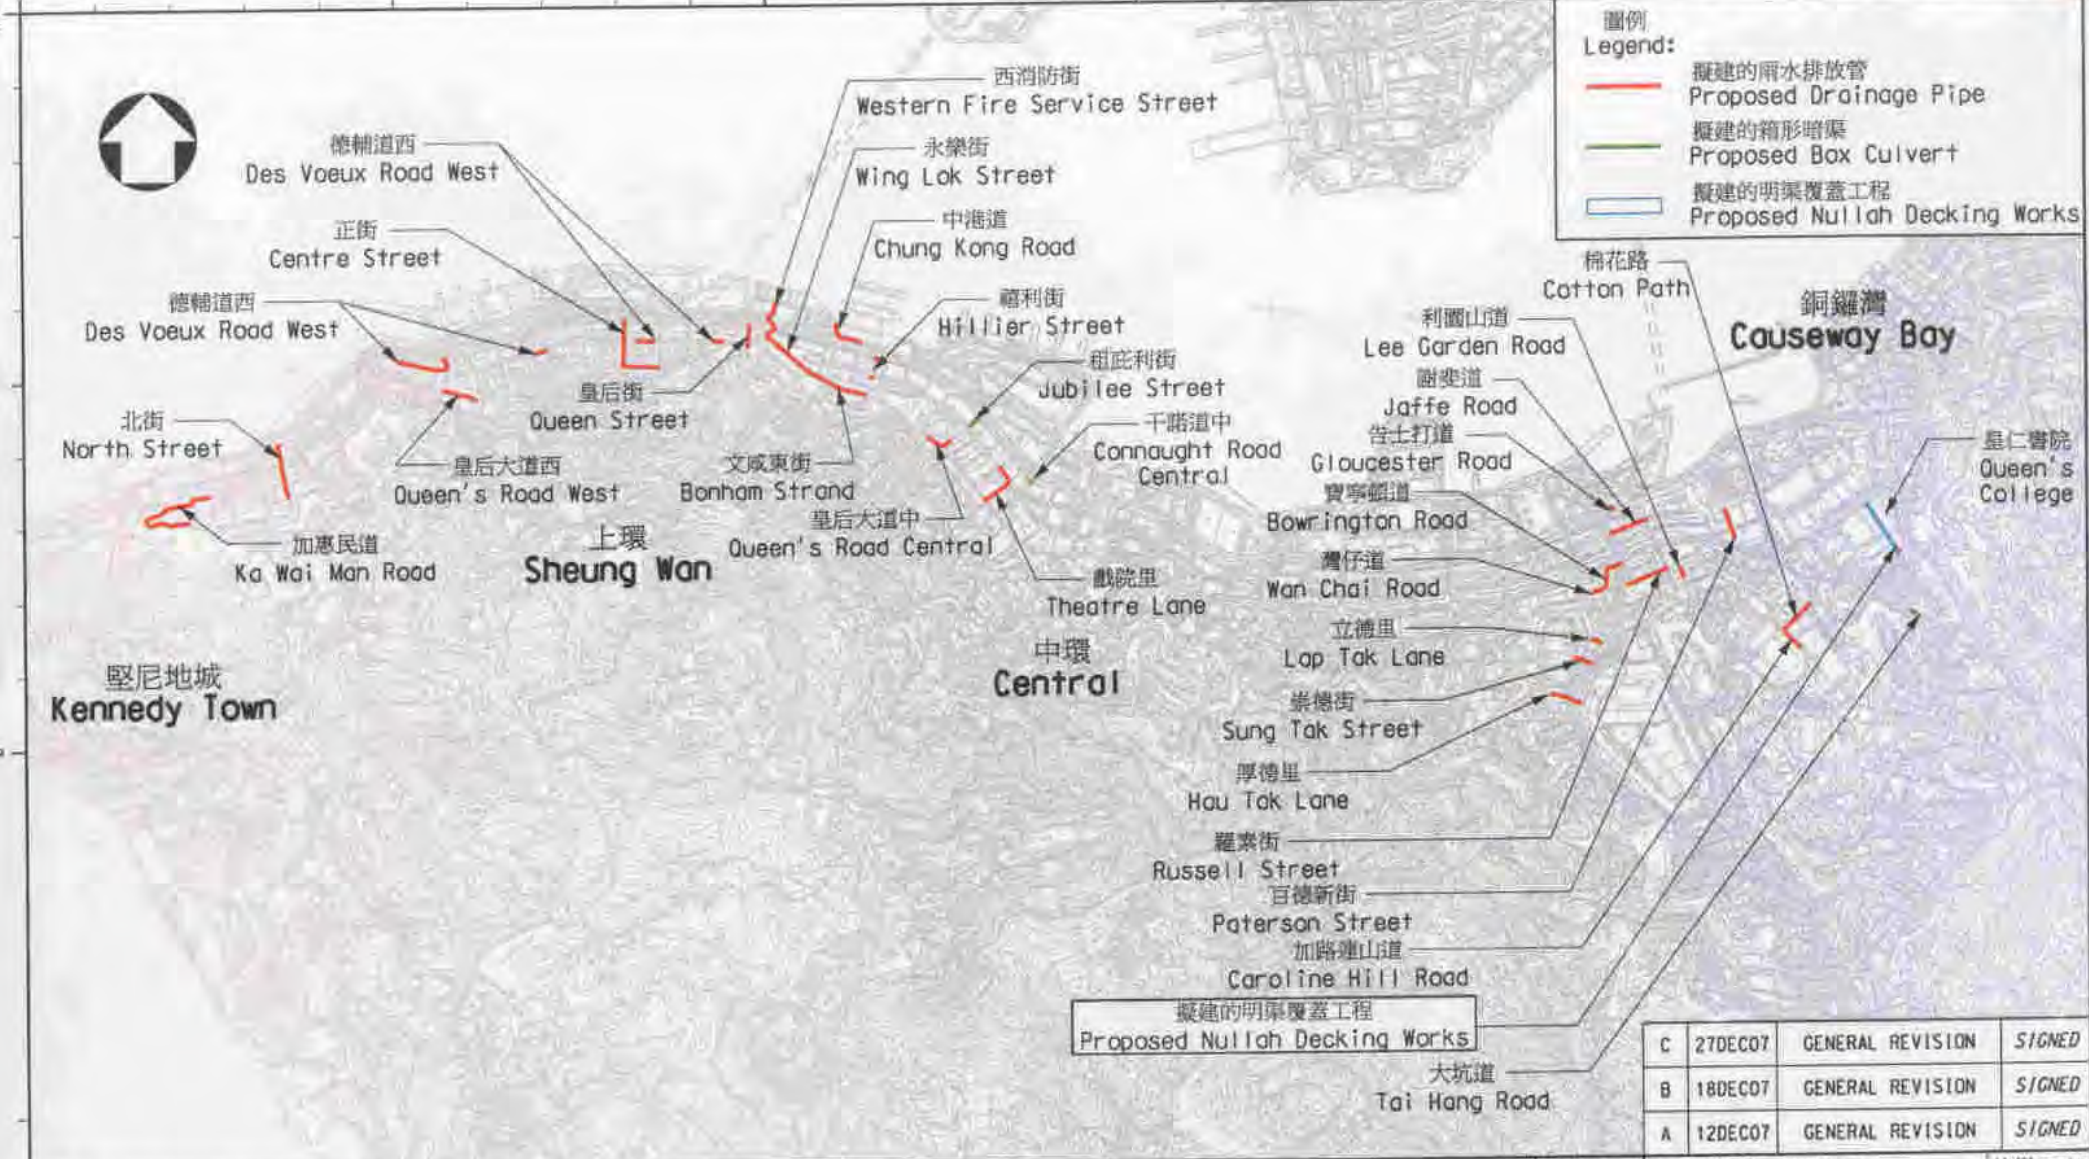 圖例
Legend:
擬建的雨水排放管
Proposed Drainage Pipe
擬建的箱形暗渠
Proposed Box Culvert
擬建的明渠覆蓋工程
Proposed Nullah Decking Works
西消防街
Western Fire Service Street
德輔道西
Des Voeux Road West
永樂街
Wing Lok Street
正街
Centre Street
中港道
Chung Kong Road
德輔道西
Des Voeux Road West
禧利街
Hillier Street
租庇利街
Jubilee Street
皇后街
Queen Street
干諾道中
Connaught Road
Central
北街
North Street
皇后大道西
Queen's Road West
文咸東街
Bonham Strand
皇后大道中
Queen's Road Central
加惠民道
Ka Wai Man Road
上環
Sheung Wan
戲院里
Theatre Lane
中環
Central
堅尼地城
Kennedy Town
棉花路
Cotton Path
銅鑼灣
Causeway Bay
利園山道
Lee Garden Road
謝斐道
Jaffe Road
告士打道
Gloucester Road
寶寧頓道
Bowrington Road
皇仁書院
Queen's
College
灣仔道
Wan Chai Road
立德里
Lap Tak Lane
崇德街
Sung Tak Street
厚德里
Hau Tak Lane
羅素街
Russell Street
百德新街
Paterson Street
加路連山道
Caroline Hill Road
擬建的明渠覆蓋工程
Proposed Nullah Decking Works
大坑道
Tai Hang Road
C 27DEC07 GENERAL REVISION SIGNED
B 18DEC07 GENERAL REVISION SIGNED
A 12DEC07 GENERAL REVISION SIGNED